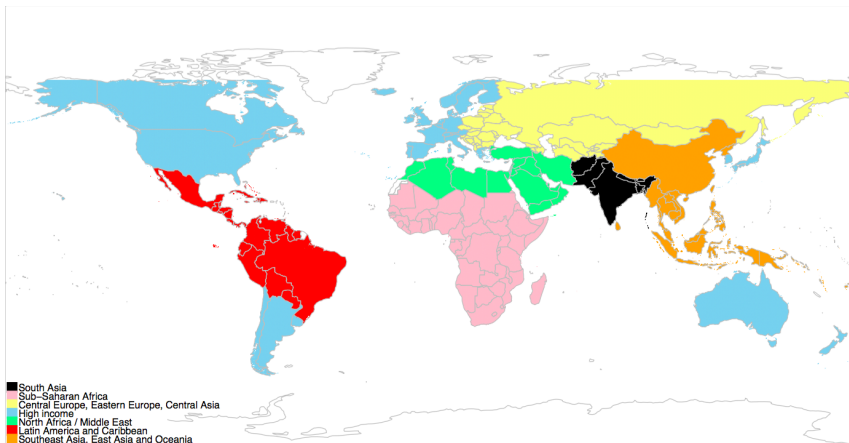 South Asia
Sub−Saharan Africa
Central Europe, Eastern Europe, Central Asia
High income
North Africa / Middle East
Latin America and Caribbean
Southeast Asia, East Asia and Oceania